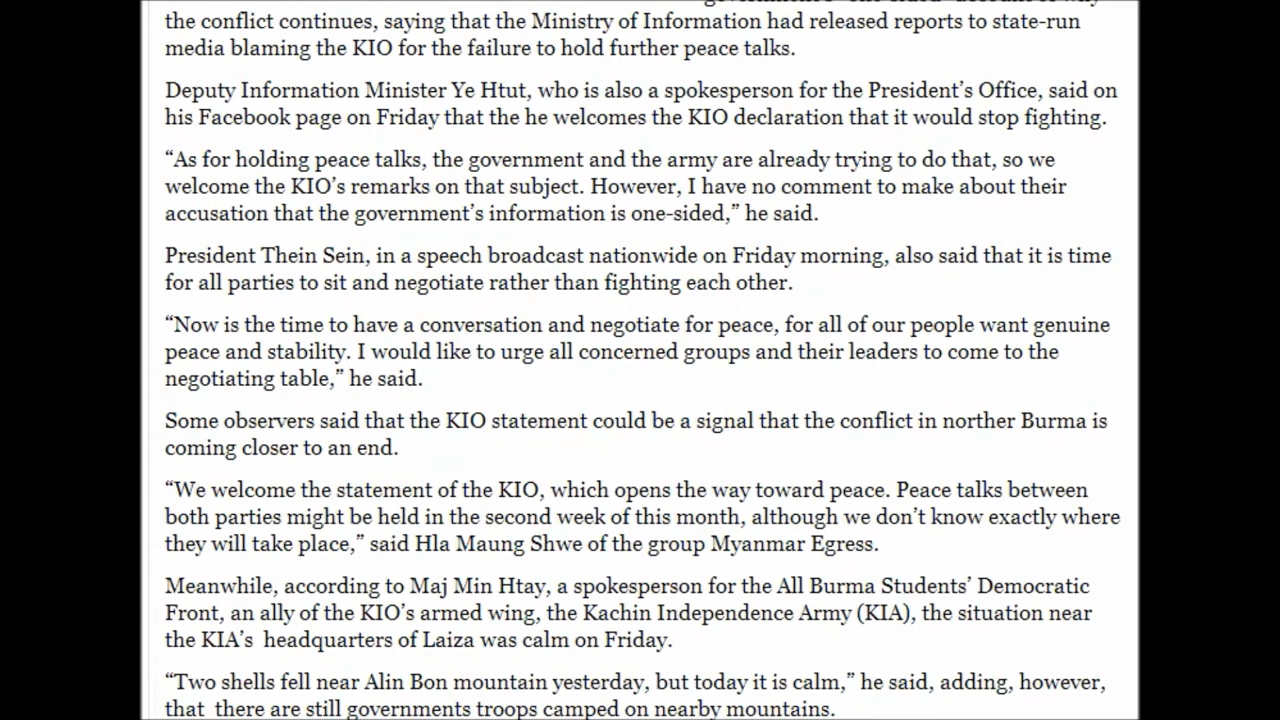 the conflict continues, saying that the Ministry of Information had released reports to state-run
media blaming the KIO for the failure to hold further peace talks.
Deputy Information Minister Ye Htut, who is also a spokesperson for the President’s Office, said on
his Facebook page on Friday that the he welcomes the KIO declaration that it would stop fighting.
“As for holding peace talks, the government and the army are already trying to do that, so we
welcome the KIO’s remarks on that subject. However, I have no comment to make about their
accusation that the government’s information is one-sided,” he said.
President Thein Sein, in a speech broadcast nationwide on Friday morning, also said that it is time
for all parties to sit and negotiate rather than fighting each other.
“Now is the time to have a conversation and negotiate for peace, for all of our people want genuine
peace and stability. I would like to urge all concerned groups and their leaders to come to the
negotiating table,” he said.
Some observers said that the KIO statement could be a signal that the conflict in norther Burma is
coming closer to an end.
“We welcome the statement of the KIO, which opens the way toward peace. Peace talks between
both parties might be held in the second week of this month, although we don’t know exactly where
they will take place,” said Hla Maung Shwe of the group Myanmar Egress.
Meanwhile, according to Maj Min Htay, a spokesperson for the All Burma Students’ Democratic
Front, an ally of the KIO’s armed wing, the Kachin Independence Army (KIA), the situation near
the KIA’s  headquarters of Laiza was calm on Friday.
“Two shells fell near Alin Bon mountain yesterday, but today it is calm,” he said, adding, however,
that  there are still governments troops camped on nearby mountains.